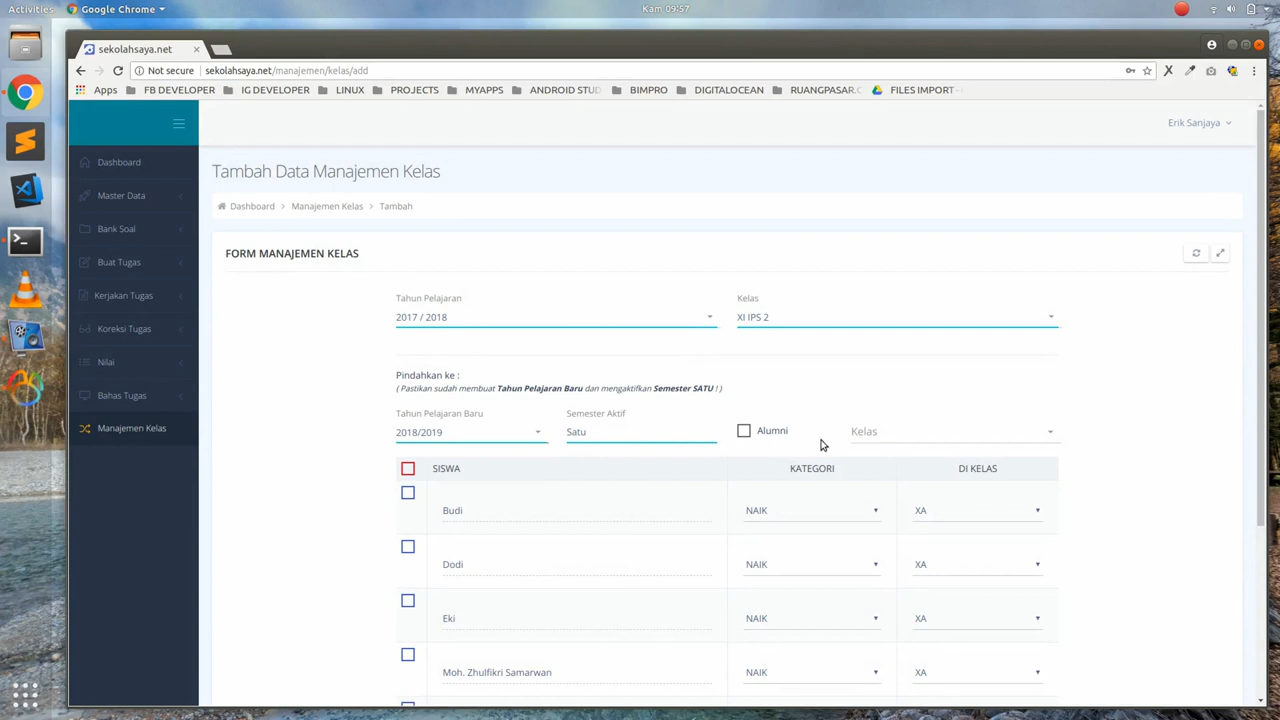 Activities
Google Chrome
Kam 09:57
sekolahsaya.net
Not secure
sekolahsaya.net/manajemen/kelas/add
Apps
FB DEVELOPER
IG DEVELOPER
LINUX
PROJECTS
MYAPPS
ANDROID STUD
BIMPRO
DIGITALOCEAN
RUANGPASAR.C
FILES IMPORT
Erik Sanjaya
Dashboard
Master Data
Bank Soal
Buat Tugas
Kerjakan Tugas
Koreksi Tugas
Nilai
Bahas Tugas
Manajemen Kelas
Tambah Data Manajemen Kelas
Dashboard > Manajemen Kelas > Tambah
FORM MANAJEMEN KELAS
Tahun Pelajaran
Kelas
2017 / 2018
XI IPS 2
Pindahkan ke :
( Pastikan sudah membuat Tahun Pelajaran Baru dan mengaktifkan Semester SATU ! )
Tahun Pelajaran Baru
Semester Aktif
2018/2019
Satu
Alumni
Kelas
SISWA KATEGORI DI KELAS
Budi NAIK XA
Dodi NAIK XA
Eki NAIK XA
Moh. Zhulfikri Samarwan NAIK XA